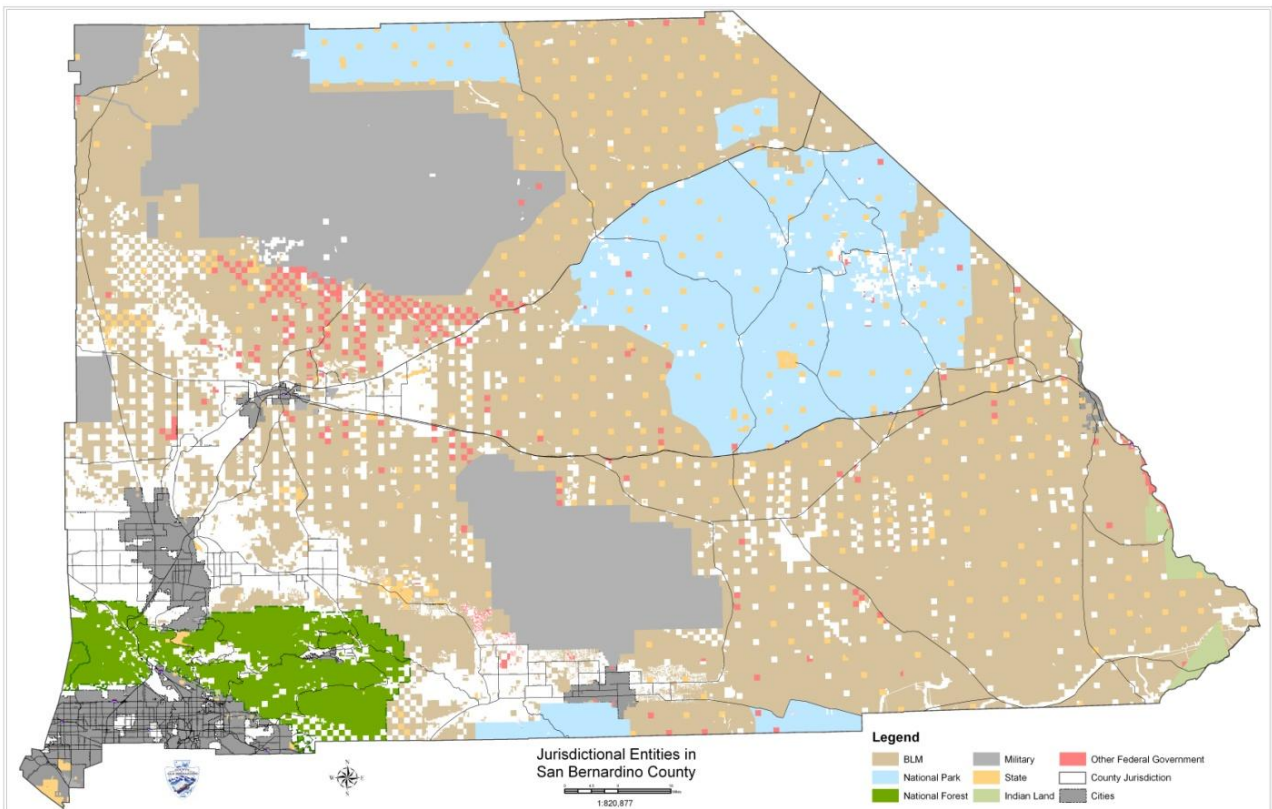 Jurisdictional Entities in
San Bernardino County
1:820,877
Legend
BLM
National Park
National Forest
Military
State
Indian Land
Other Federal Government
County Jurisdiction
Cities